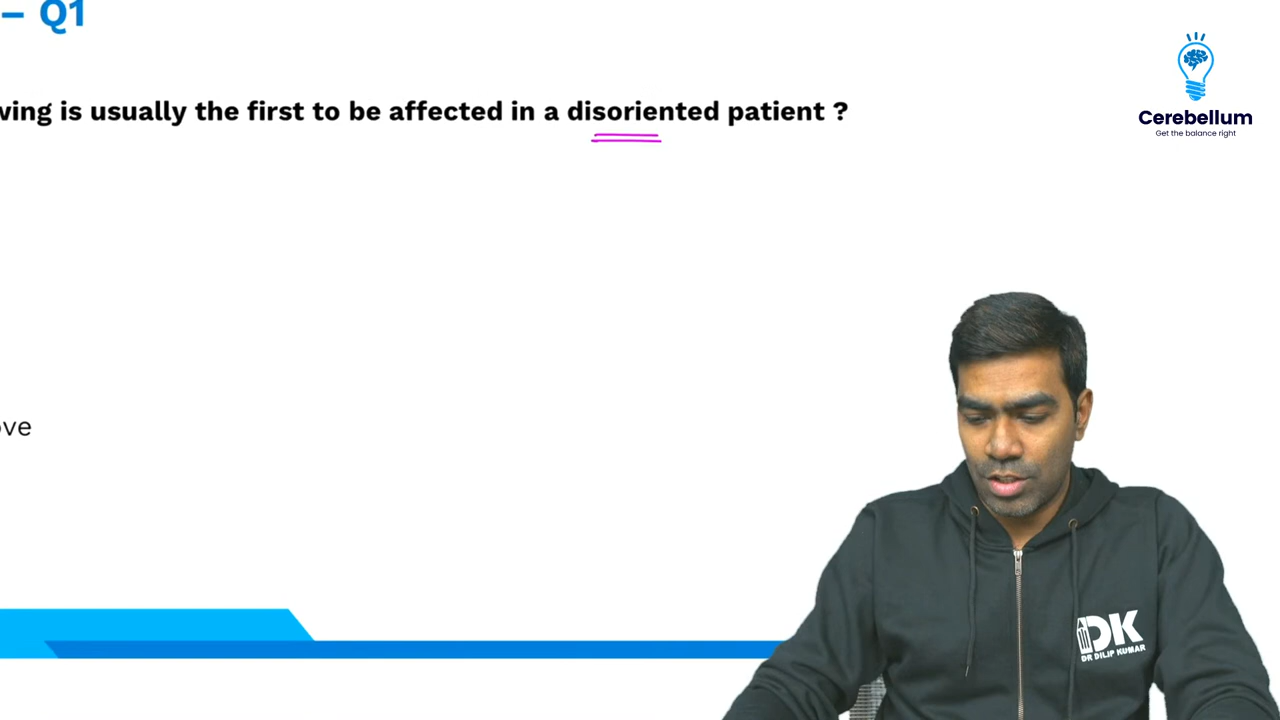 – Q1
ving is usually the first to be affected in a disoriented patient ?
Cerebellum
Get the balance right
ove
DK
DR DILIP KUMAR